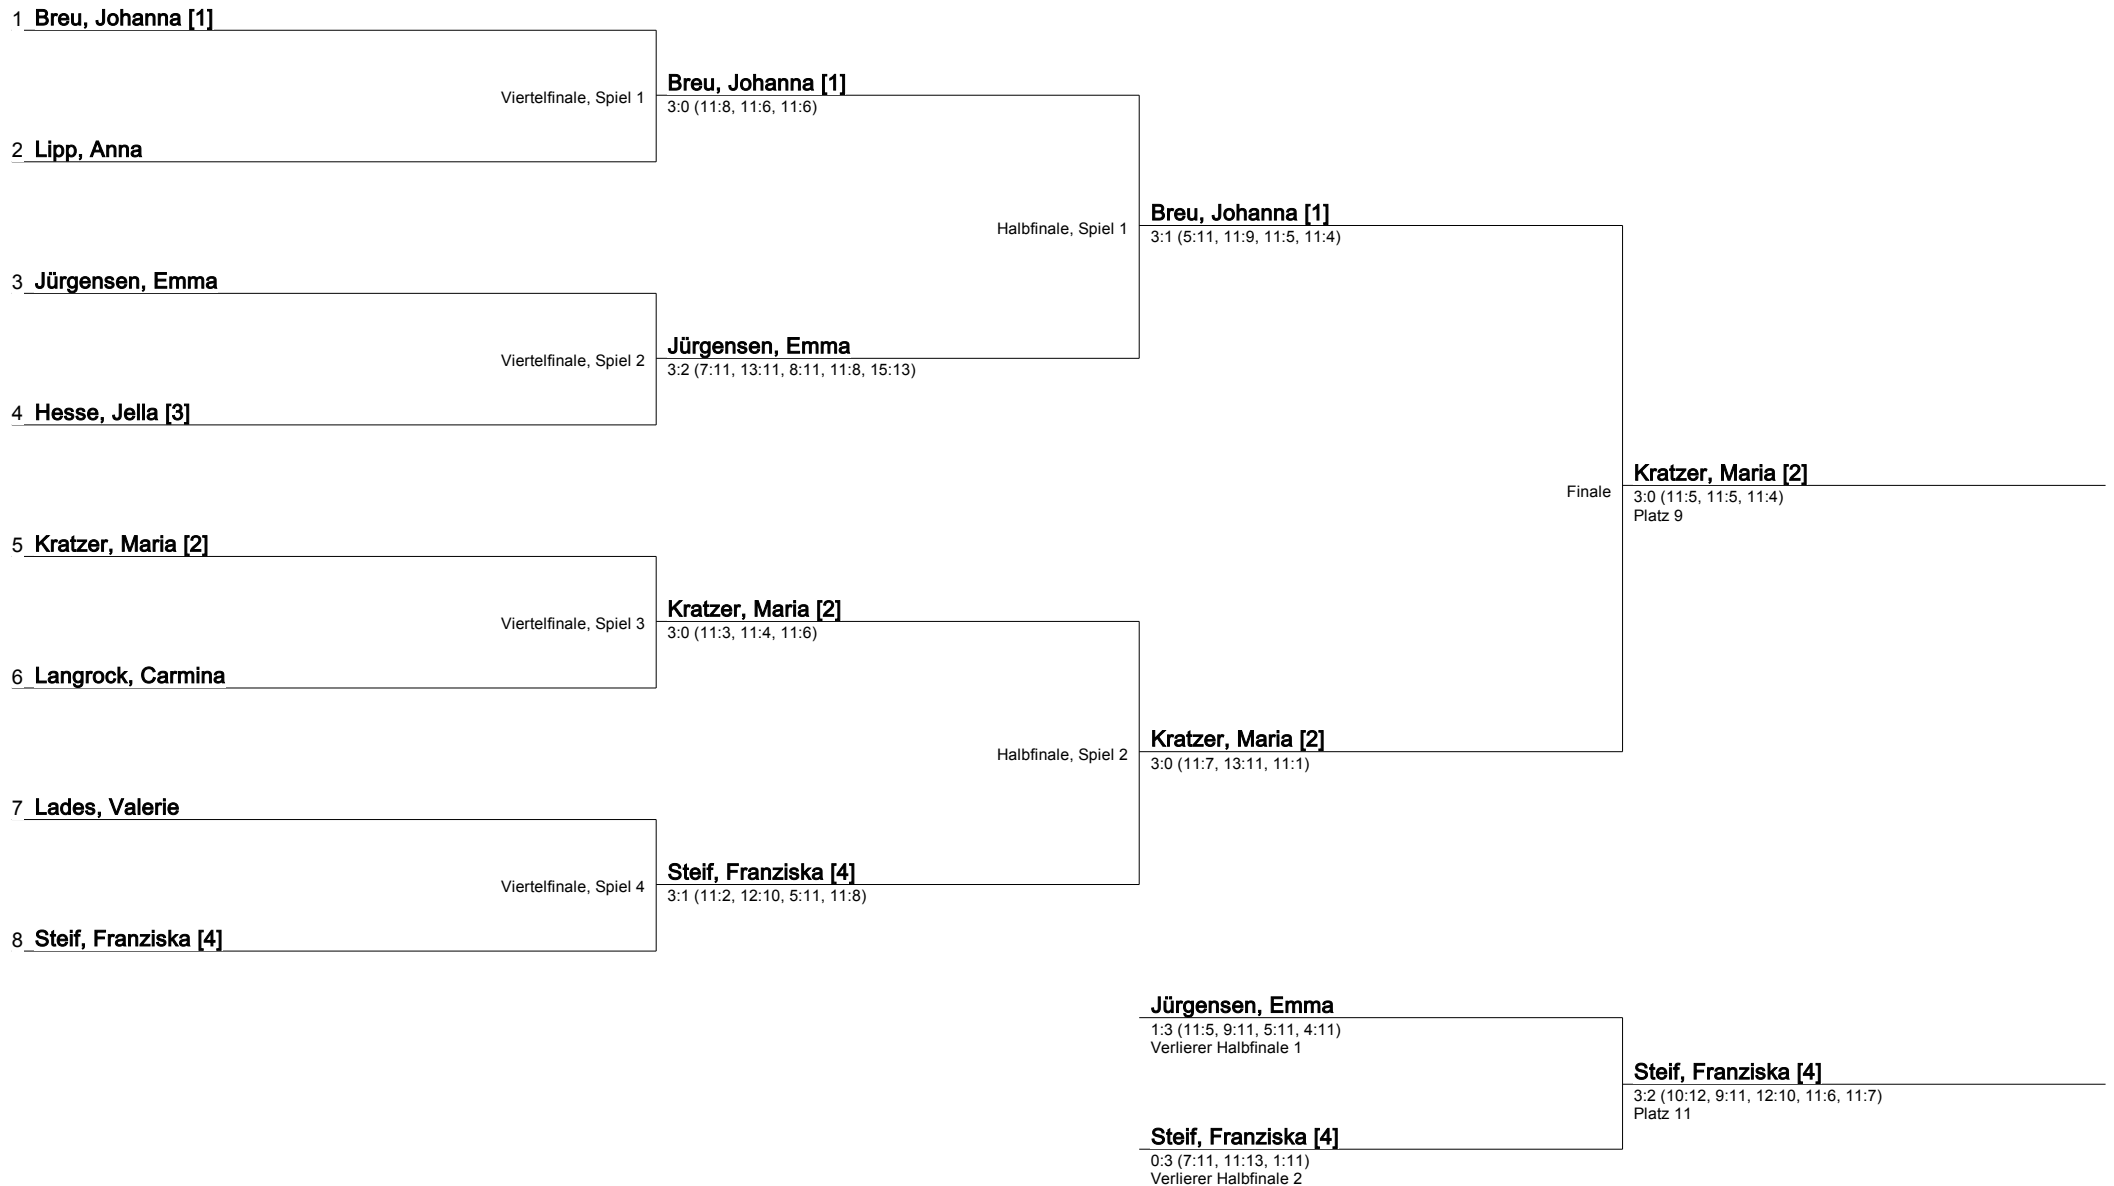 1 Breu, Johanna [1]
Viertelfinale, Spiel 1
Breu, Johanna [1]
3:0 (11:8, 11:6, 11:6)
2 Lipp, Anna
Halbfinale, Spiel 1
Breu, Johanna [1]
3:1 (5:11, 11:9, 11:5, 11:4)
3 Jürgensen, Emma
Viertelfinale, Spiel 2
Jürgensen, Emma
3:2 (7:11, 13:11, 8:11, 11:8, 15:13)
4 Hesse, Jella [3]
Finale
Kratzer, Maria [2]
3:0 (11:5, 11:5, 11:4)
Platz 9
5 Kratzer, Maria [2]
Viertelfinale, Spiel 3
Kratzer, Maria [2]
3:0 (11:3, 11:4, 11:6)
6 Langrock, Carmina
Halbfinale, Spiel 2
Kratzer, Maria [2]
3:0 (11:7, 13:11, 11:1)
7 Lades, Valerie
Viertelfinale, Spiel 4
Steif, Franziska [4]
3:1 (11:2, 12:10, 5:11, 11:8)
8 Steif, Franziska [4]
Jürgensen, Emma
1:3 (11:5, 9:11, 5:11, 4:11)
Verlierer Halbfinale 1
Steif, Franziska [4]
3:2 (10:12, 9:11, 12:10, 11:6, 11:7)
Platz 11
Steif, Franziska [4]
0:3 (7:11, 11:13, 1:11)
Verlierer Halbfinale 2